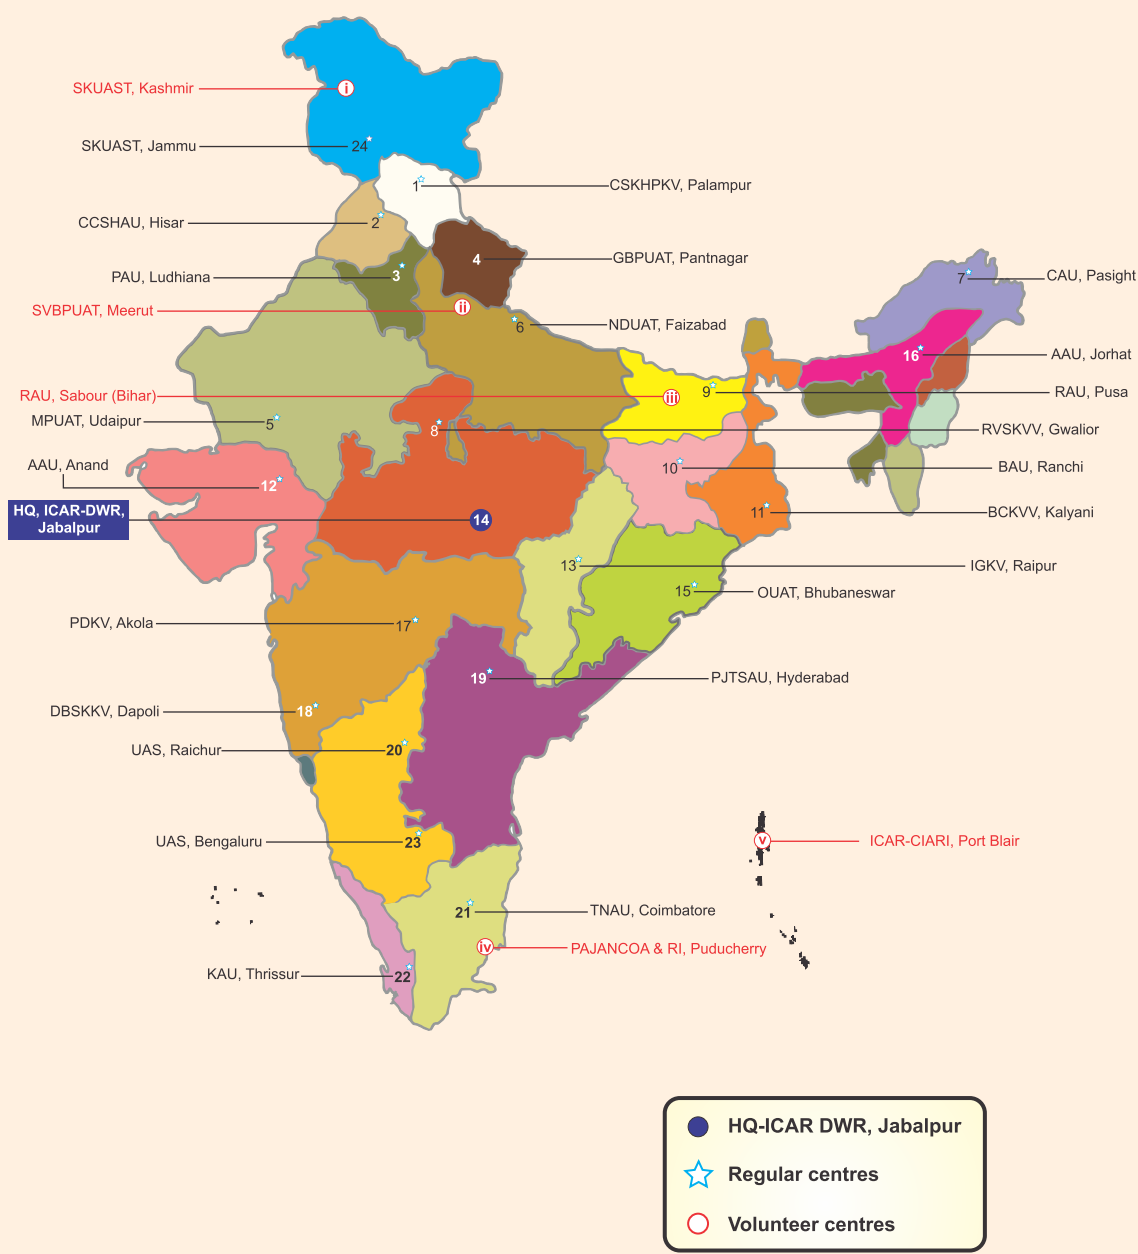 SKUAST, Kashmir
i
SKUAST, Jammu
24
1
CSKHPKV, Palampur
CCSHAU, Hisar
2
4
GBPUAT, Pantnagar
PAU, Ludhiana
3
7
CAU, Pasight
SVBPUAT, Meerut
ii
6
NDUAT, Faizabad
16
AAU, Jorhat
RAU, Sabour (Bihar)
iii
9
RAU, Pusa
MPUAT, Udaipur
5
8
RVSKVV, Gwalior
AAU, Anand
12
10
BAU, Ranchi
HQ, ICAR-DWR,
Jabalpur
14
11
BCKVV, Kalyani
13
IGKV, Raipur
15
OUAT, Bhubaneswar
PDKV, Akola
17
19
PJTSAU, Hyderabad
DBSKKV, Dapoli
18
UAS, Raichur
20
UAS, Bengaluru
23
v
ICAR-CIARI, Port Blair
21
TNAU, Coimbatore
iv
PAJANCOA & RI, Puducherry
KAU, Thrissur
22
HQ-ICAR DWR, Jabalpur
Regular centres
Volunteer centres